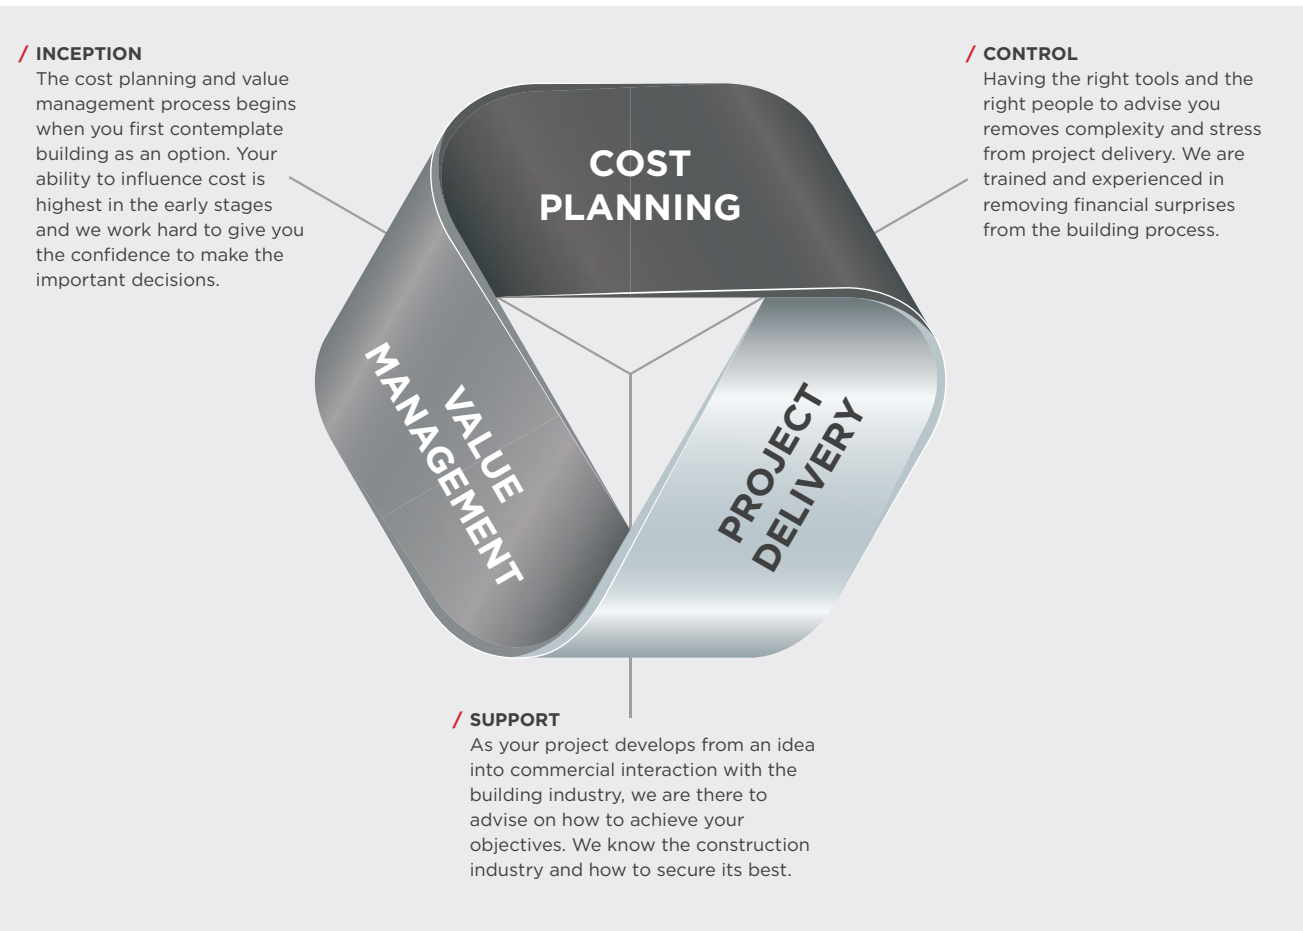 / INCEPTION
The cost planning and value
management process begins
when you first contemplate
building as an option. Your
ability to influence cost is
highest in the early stages
and we work hard to give you
the confidence to make the
important decisions.
/ CONTROL
Having the right tools and the
right people to advise you
removes complexity and stress
from project delivery. We are
trained and experienced in
removing financial surprises
from the building process.
COST
PLANNING
VALUE
MANAGEMENT
PROJECT
DELIVERY
/ SUPPORT
As your project develops from an idea
into commercial interaction with the
building industry, we are there to
advise on how to achieve your
objectives. We know the construction
industry and how to secure its best.